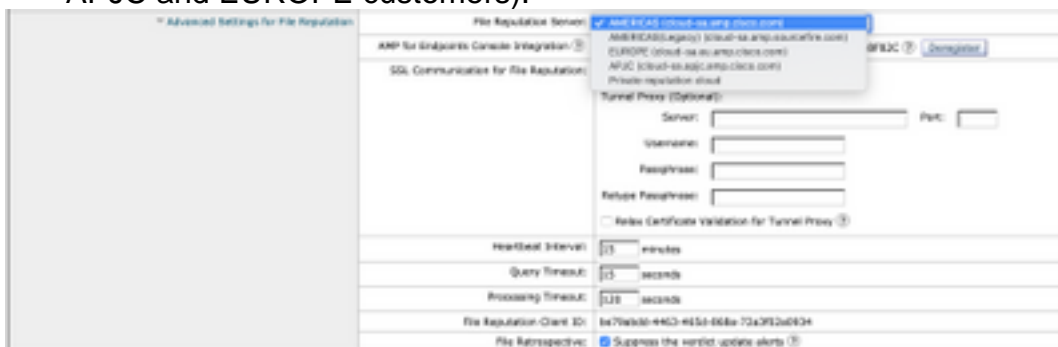 APJC and EUROPE customers).
Advanced Settings for File Reputation
File Reputation Server:
✓ AMERICAS (cloud-sa.amp.cisco.com)
AMERICAS(Legacy) (cloud-sa.amp.sourcefire.com)
EUROPE (cloud-sa.eu.amp.cisco.com)
APJC (cloud-sa.apjc.amp.cisco.com)
Private reputation cloud
AMP for Endpoints Console Integration
Deregister
SSL Communication for File Reputation:
Tunnel Proxy (Optional):
Server: Port:
Username:
Passphrase:
Retype Passphrase:
Relax Certificate Validation for Tunnel Proxy
Heartbeat Interval: 15 minutes
Query Timeout: 15 seconds
Processing Timeout: 120 seconds
File Reputation Client ID:
File Retrospective: Suppress the verdict update alerts